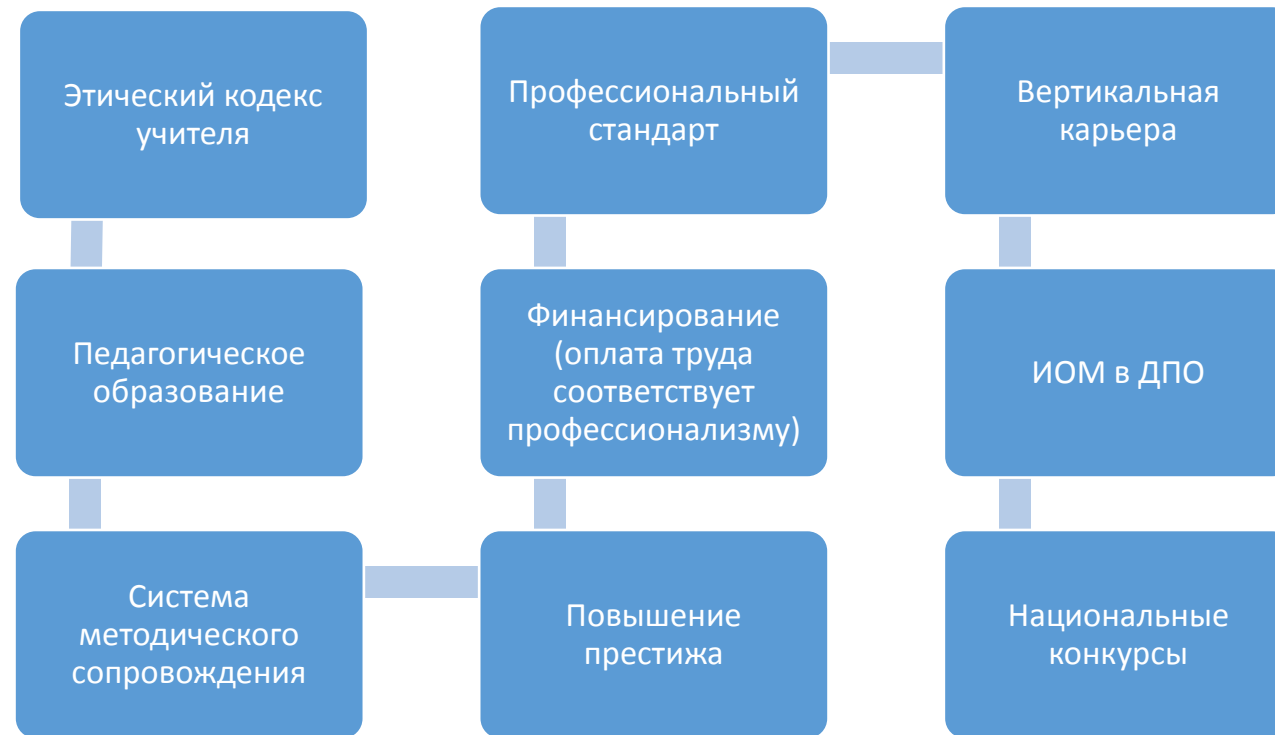 Этический кодекс
учителя
Педагогическое
образование
Система
методического
сопровождения
Повышение
престижа
Финансирование
(оплата труда
соответствует
профессионализму)
Профессиональный
стандарт
Вертикальная
карьера
ИОМ в ДПО
Национальные
конкурсы